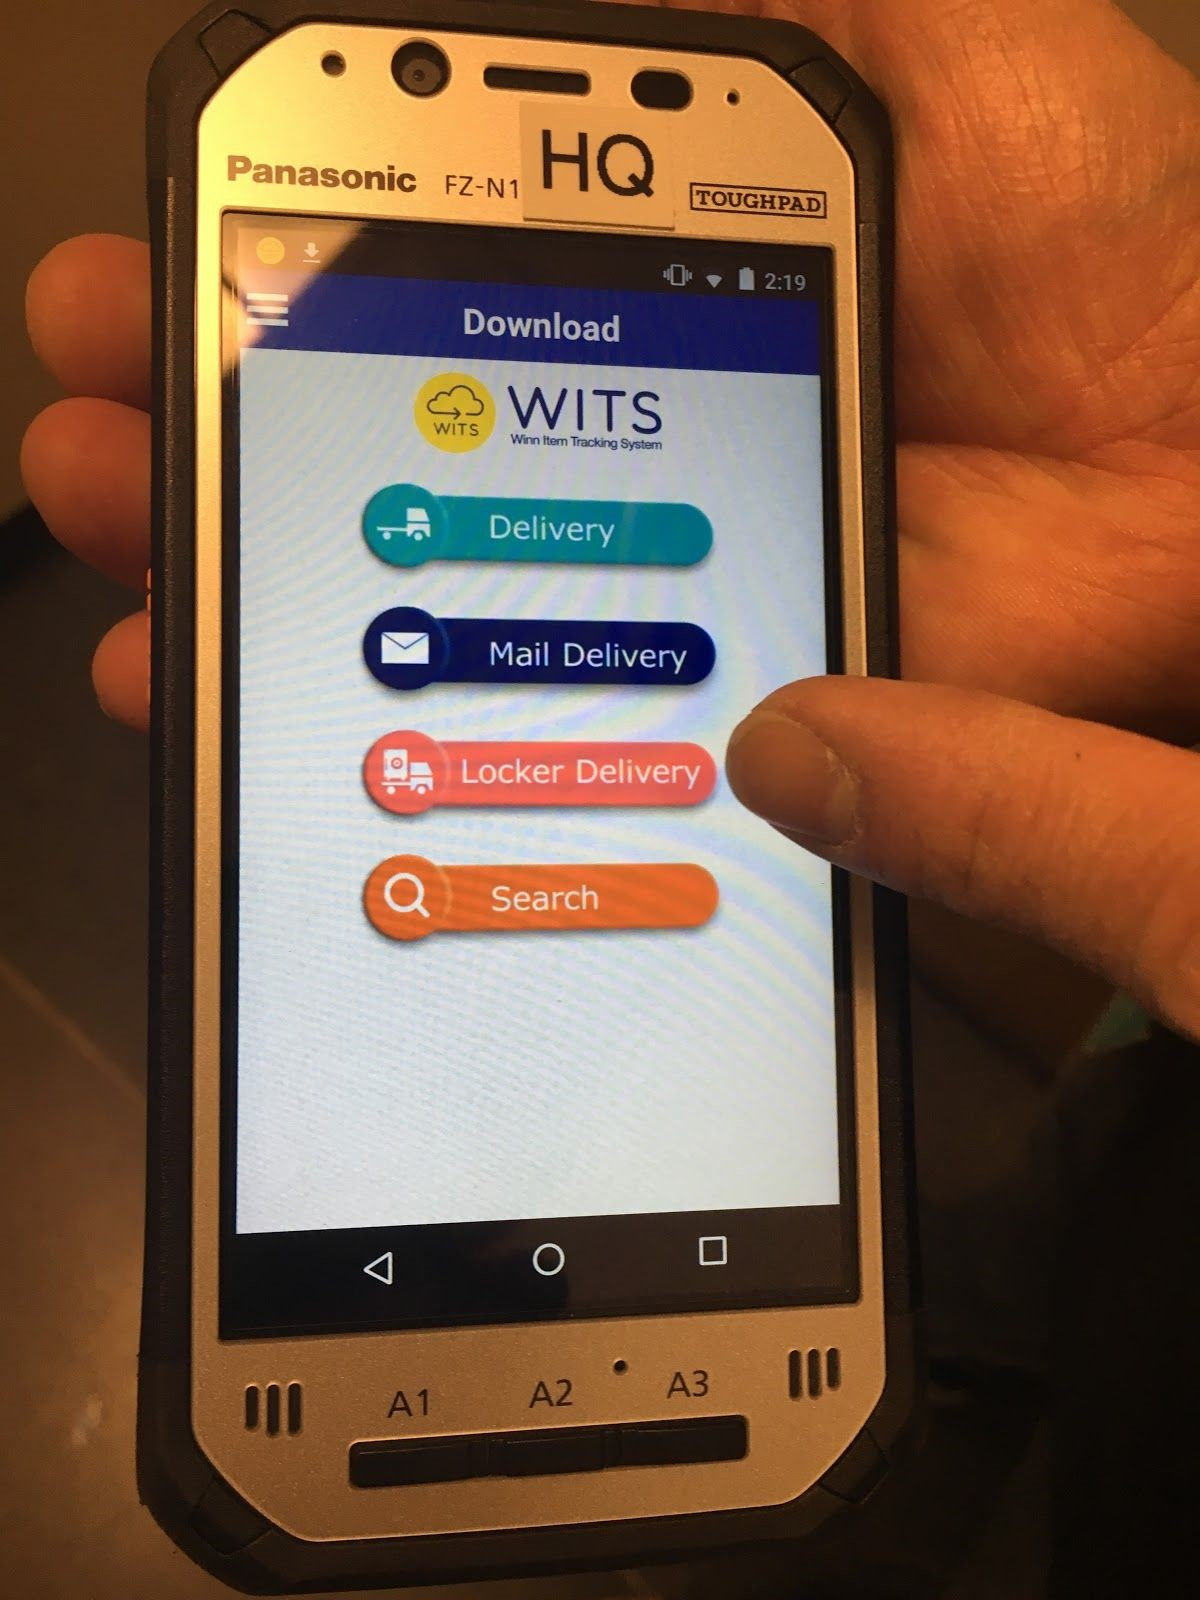 HQ
Panasonic FZ-N1 TOUGHPAD
2:19
Download
WITS
WITS
Winn Item Tracking System
Delivery
Mail Delivery
Locker Delivery
Search
A1 A2 A3